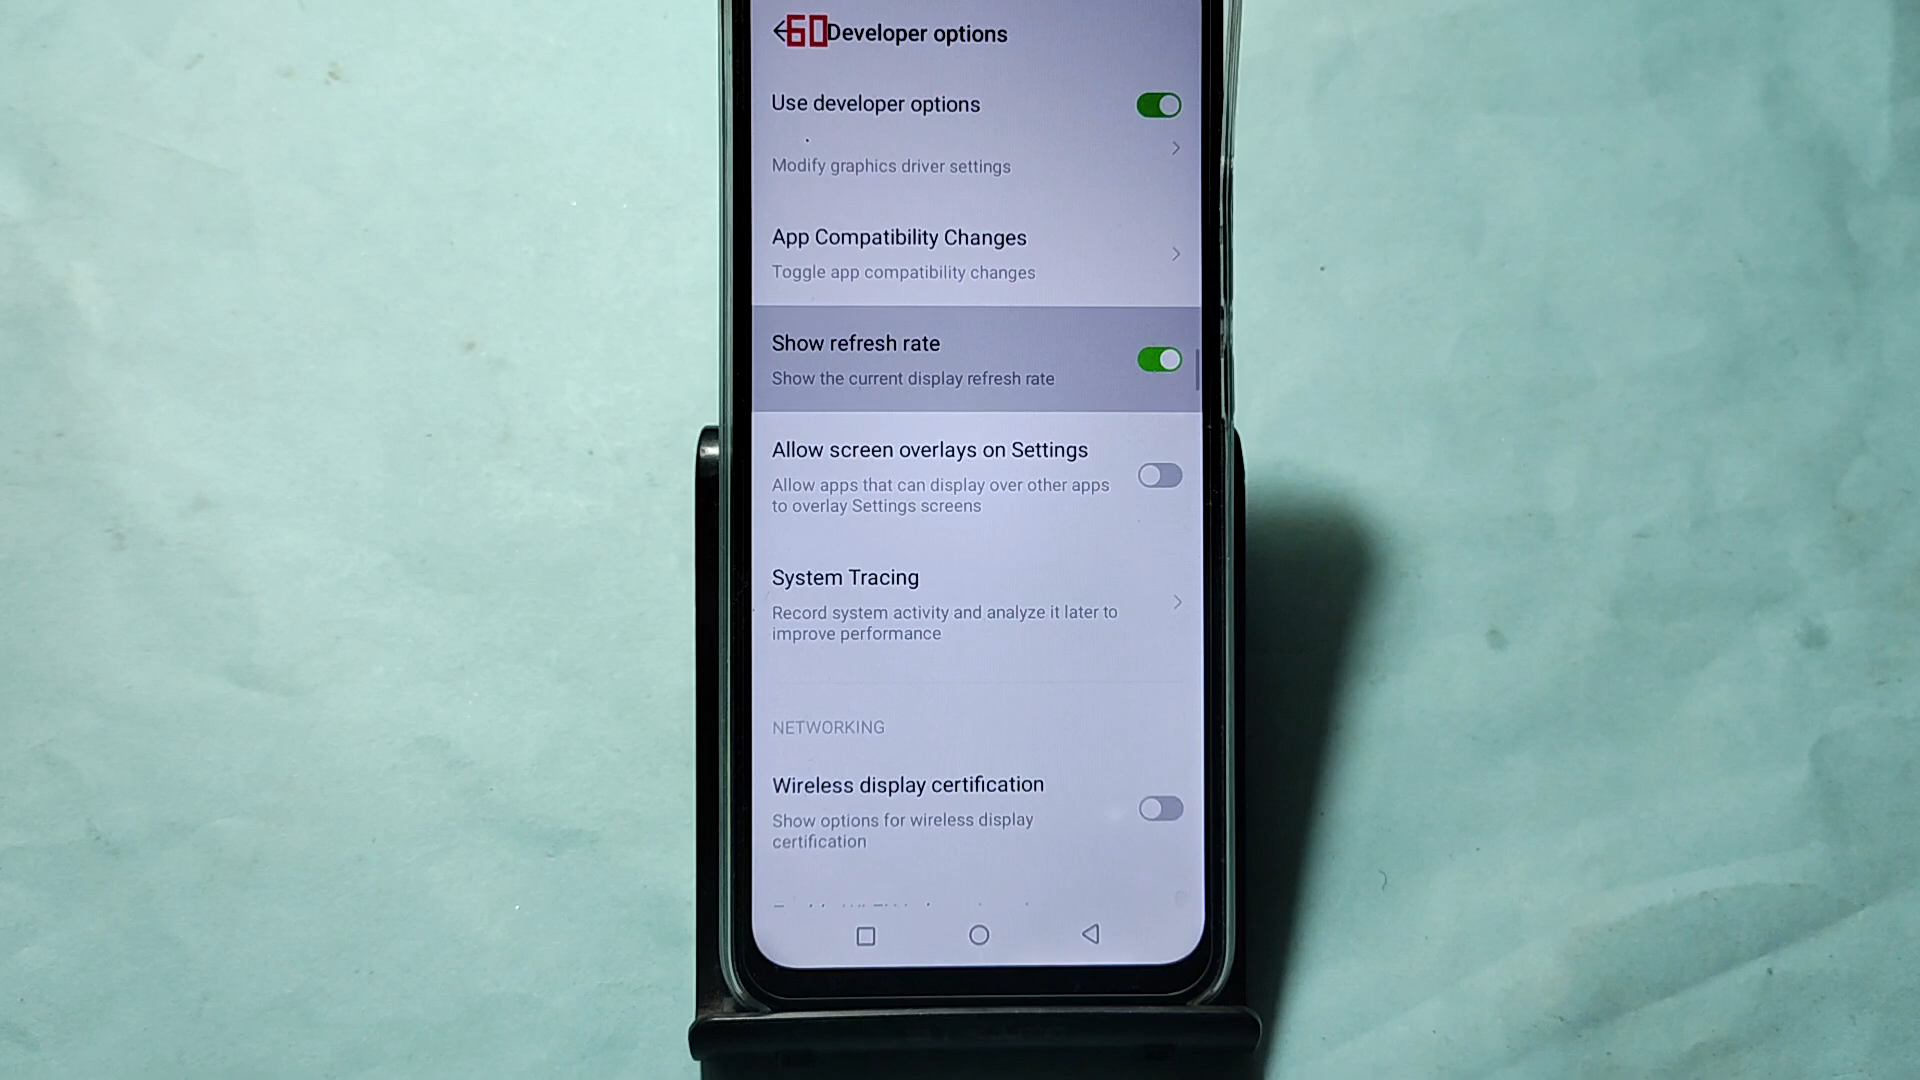 60 Developer options
Use developer options
Modify graphics driver settings
App Compatibility Changes
Toggle app compatibility changes
Show refresh rate
Show the current display refresh rate
Allow screen overlays on Settings
Allow apps that can display over other apps
to overlay Settings screens
System Tracing
Record system activity and analyze it later to
improve performance
NETWORKING
Wireless display certification
Show options for wireless display
certification